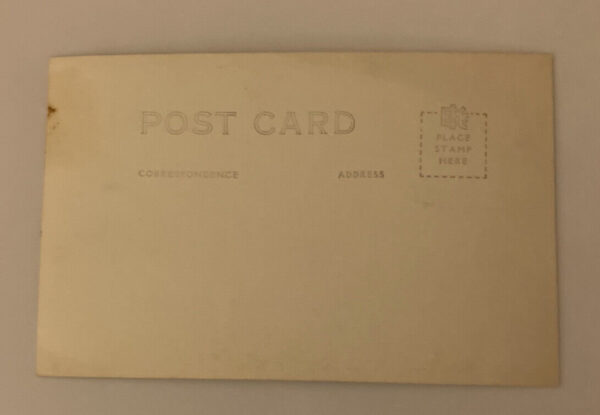 POST CARD
PLACE
STAMP
HERE
CORRESPONDENCE
ADDRESS